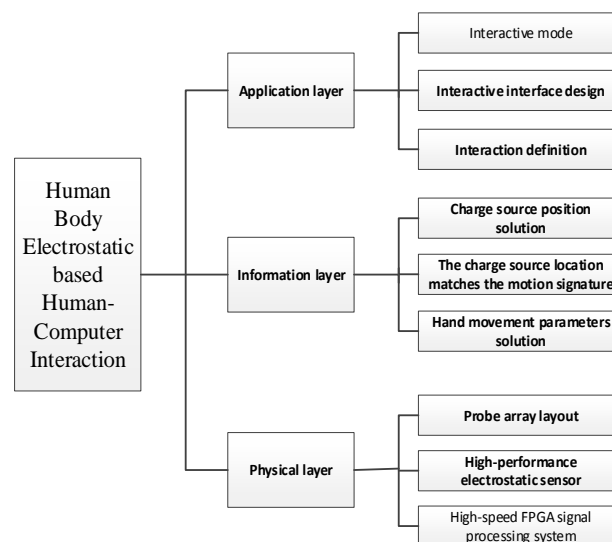 Human
Body
Electrostatic
based
Human-
Computer
Interaction
Application layer
Interactive mode
Interactive interface design
Interaction definition
Information layer
Charge source position
solution
The charge source location
matches the motion signature
Hand movement parameters
solution
Physical layer
Probe array layout
High-performance
electrostatic sensor
High-speed FPGA signal
processing system